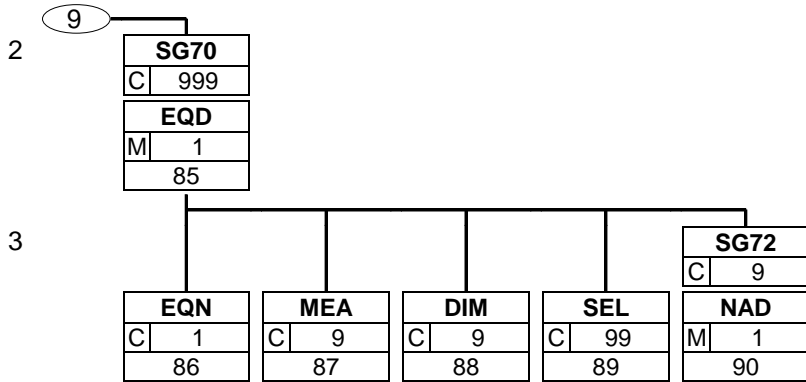 9
2
SG70
C 999
EQD
M 1
85
3
SG72
C 9
EQN MEA DIM SEL NAD
C 1 C 9 C 9 C 99 M 1
86 87 88 89 90